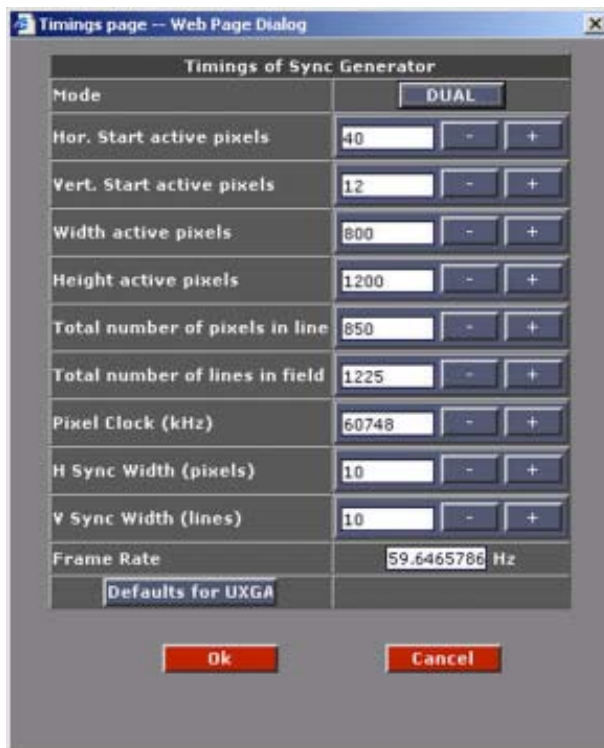 Timings page -- Web Page Dialog
Timings of Sync Generator
Mode DUAL
Hor. Start active pixels 40 - +
Vert. Start active pixels 12 - +
Width active pixels 800 - +
Height active pixels 1200 - +
Total number of pixels in line 850 - +
Total number of lines in field 1225 - +
Pixel Clock (kHz) 60748 - +
H Sync Width (pixels) 10 - +
V Sync Width (lines) 10 - +
Frame Rate 59.6465786 Hz
Defaults for UXGA
Ok Cancel